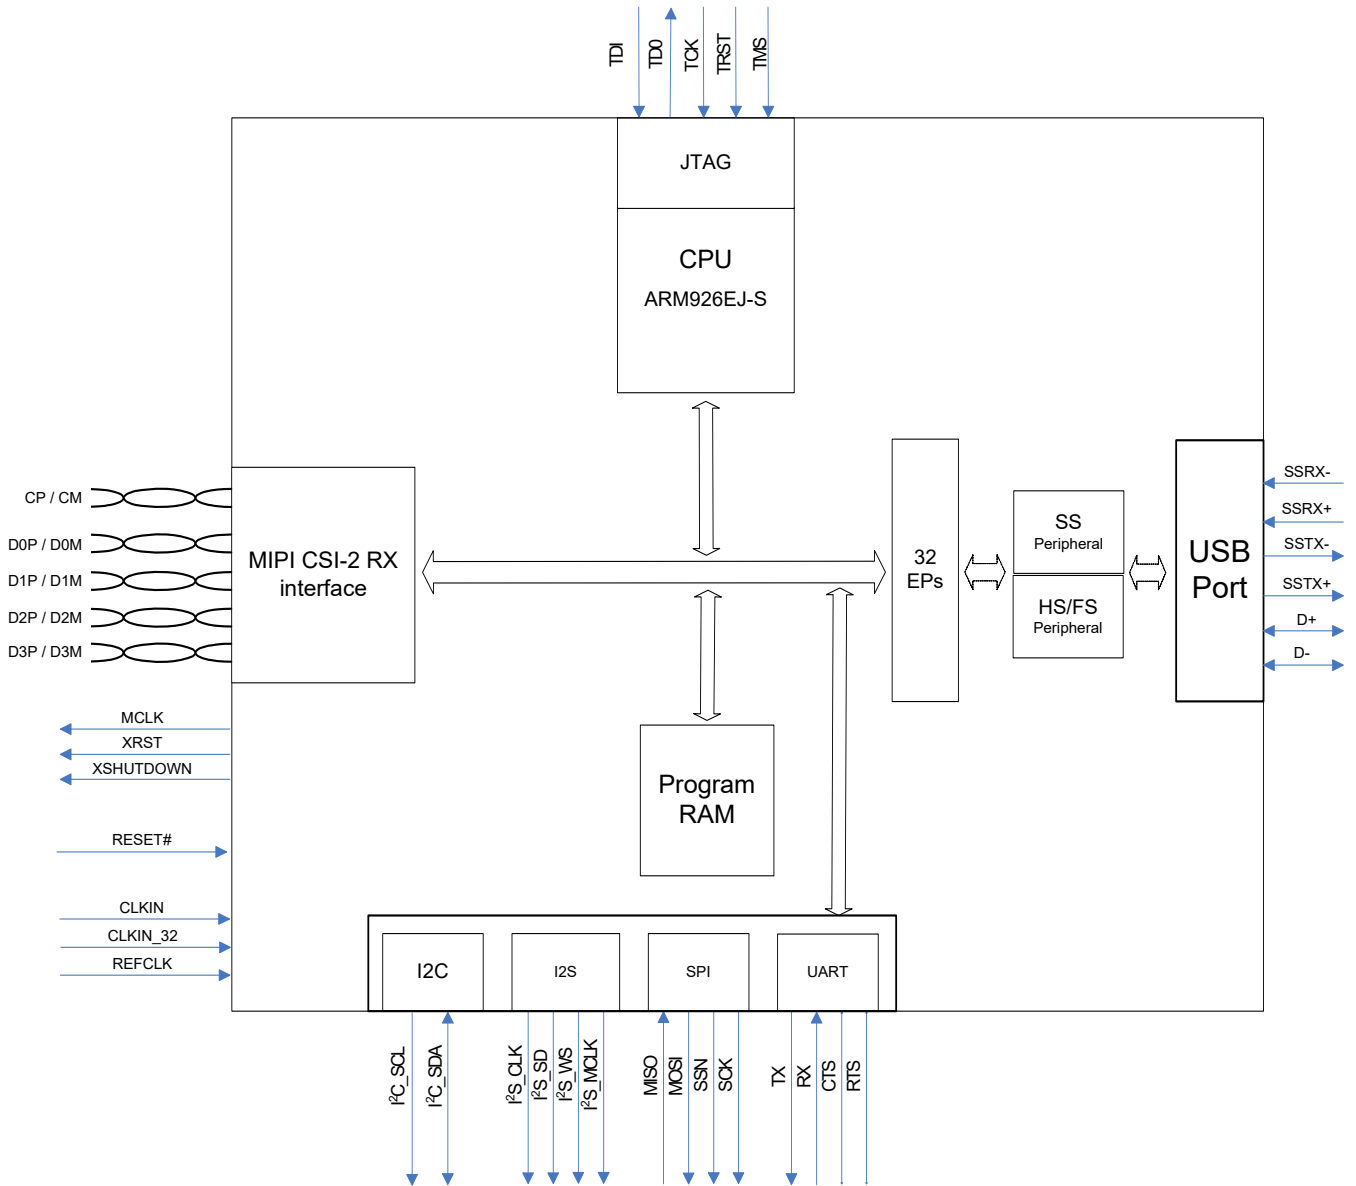 TDI
TD0
TCK
TRST
TMS
JTAG
CPU
ARM926EJ-S
CP / CM
D0P / D0M
D1P / D1M
D2P / D2M
D3P / D3M
MIPI CSI-2 RX
interface
32
EPs
SS
Peripheral
HS/FS
Peripheral
USB
Port
SSRX-
SSRX+
SSTX-
SSTX+
D+
D-
MCLK
XRST
XSHUTDOWN
RESET#
CLKIN
CLKIN_32
REFCLK
Program
RAM
I2C
I2S
SPI
UART
I²C_SCL
I²C_SDA
I²S_CLK
I²S_SD
I²S_WS
I²S_MCLK
MISO
MOSI
SSN
SCK
TX
RX
CTS
RTS